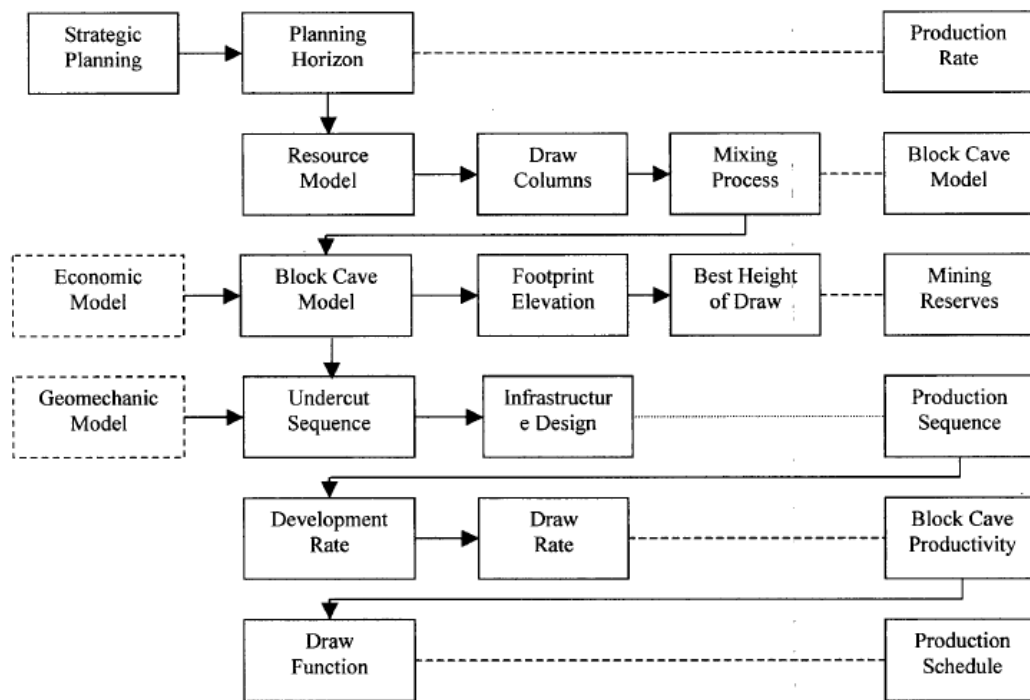 Strategic
Planning
Planning
Horizon
Production
Rate
Resource
Model
Draw
Columns
Mixing
Process
Block Cave
Model
Economic
Model
Block Cave
Model
Footprint
Elevation
Best Height
of Draw
Mining
Reserves
Geomechanic
Model
Undercut
Sequence
Infrastructur
e Design
Production
Sequence
Development
Rate
Draw
Rate
Block Cave
Productivity
Draw
Function
Production
Schedule